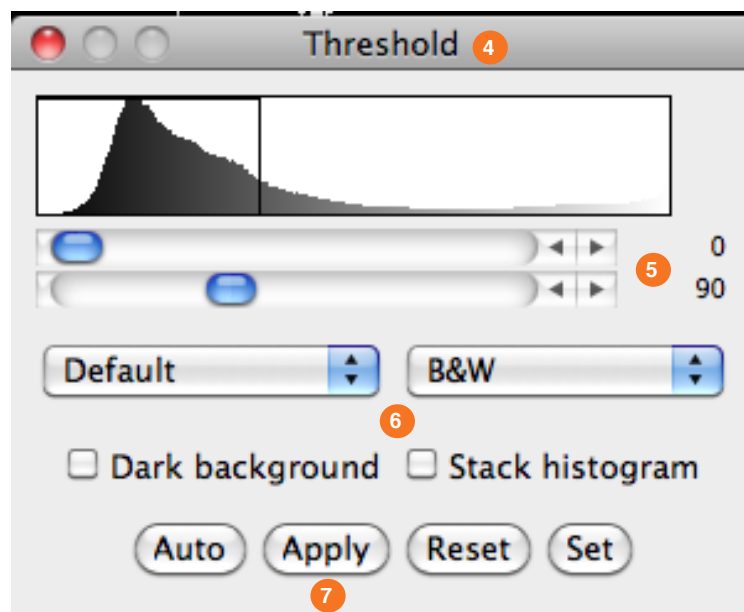 Threshold 4
0
5
90
Default B&W
6
Dark background Stack histogram
Auto Apply Reset Set
7